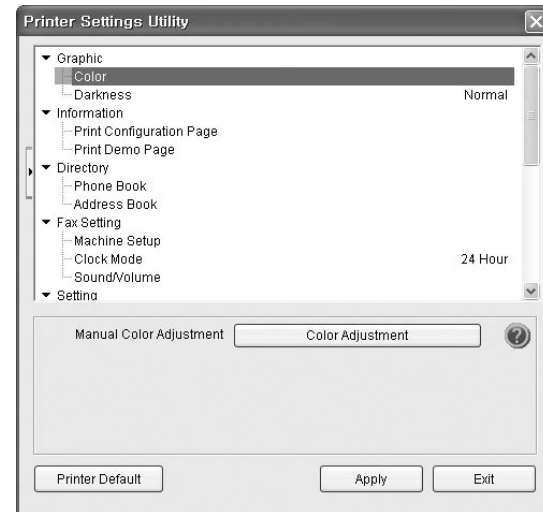 Printer Settings Utility
Graphic
Color
Darkness Normal
Information
Print Configuration Page
Print Demo Page
Directory
Phone Book
Address Book
Fax Setting
Machine Setup
Clock Mode 24 Hour
Sound/Volume
Setting
Manual Color Adjustment Color Adjustment ?
Printer Default Apply Exit